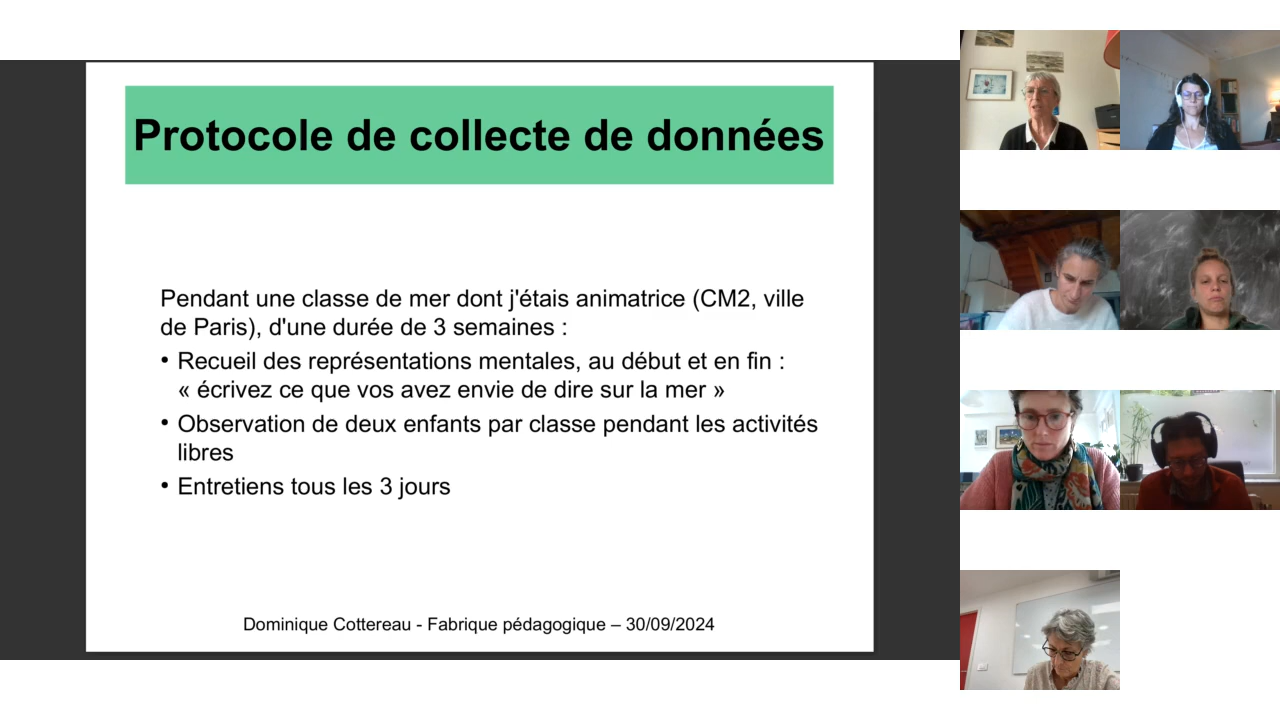 Protocole de collecte de données
Pendant une classe de mer dont j'étais animatrice (CM2, ville
de Paris), d'une durée de 3 semaines :
• Recueil des représentations mentales, au début et en fin :
« écrivez ce que vos avez envie de dire sur la mer »
• Observation de deux enfants par classe pendant les activités
libres
• Entretiens tous les 3 jours
Dominique Cottereau - Fabrique pédagogique – 30/09/2024